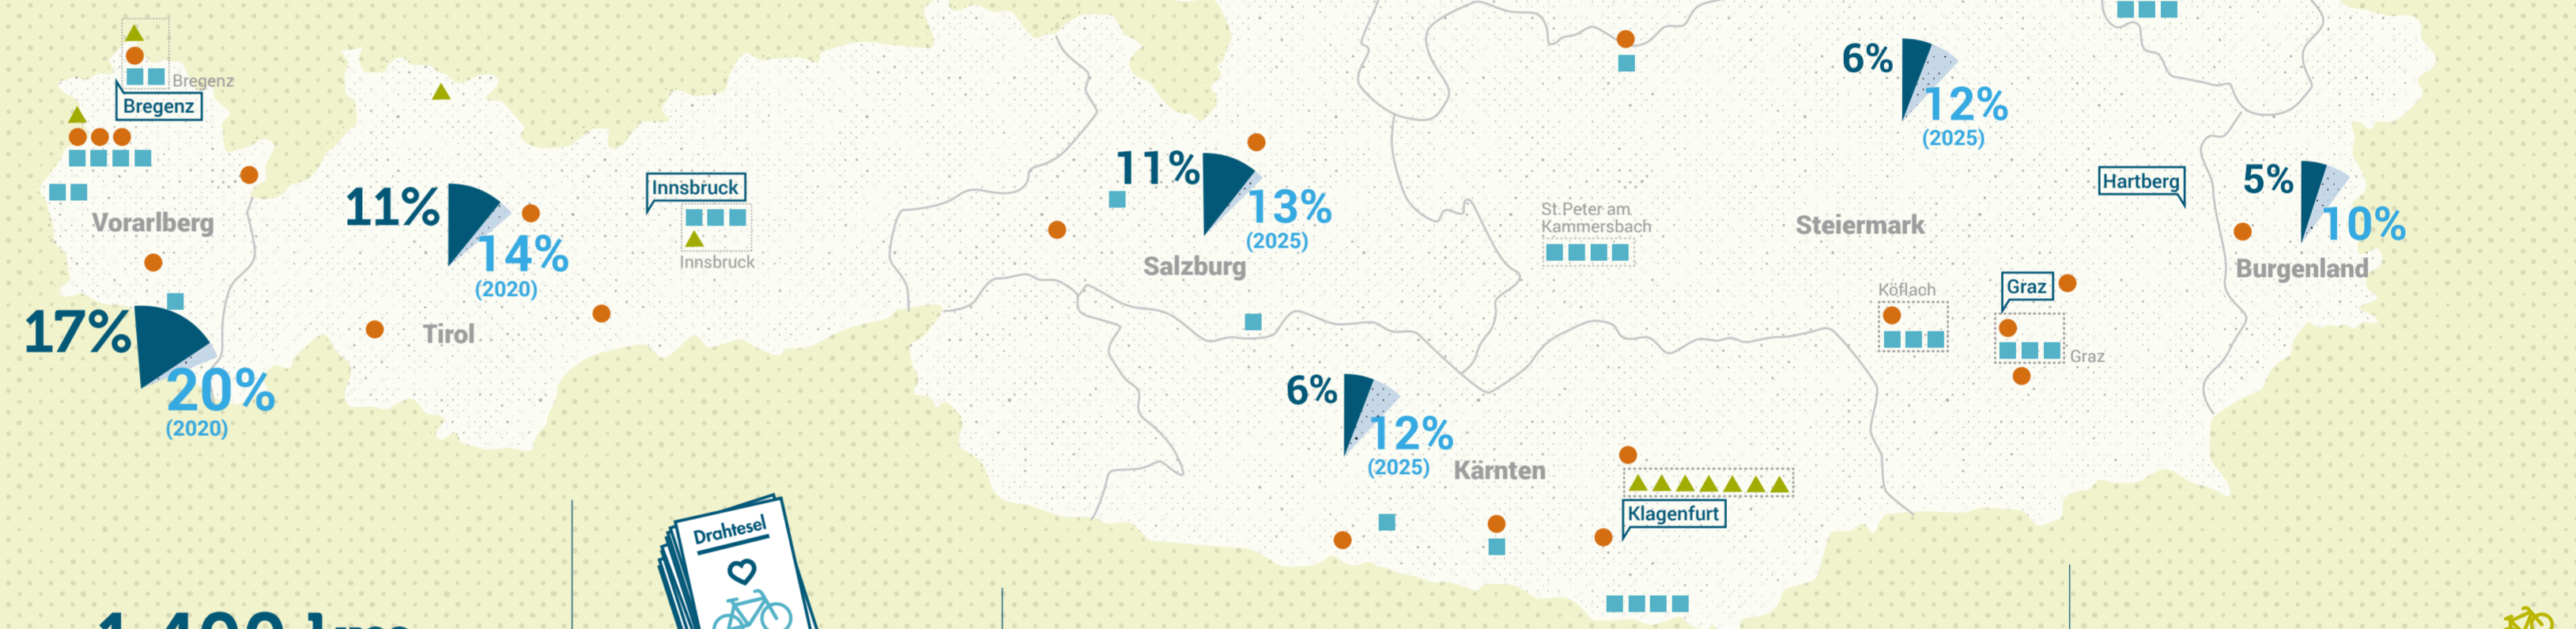 Bregenz
Bregenz
Vorarlberg
17%
20%
(2020)
11%
14%
(2020)
Tirol
Innsbruck
Innsbruck
11%
13%
(2025)
Salzburg
St.Peter am
Kammersbach
6%
12%
(2025)
Steiermark
Hartberg
5%
10%
Burgenland
Köflach
Graz
Graz
6%
12%
(2025)
Kärnten
Klagenfurt
Drahtesel